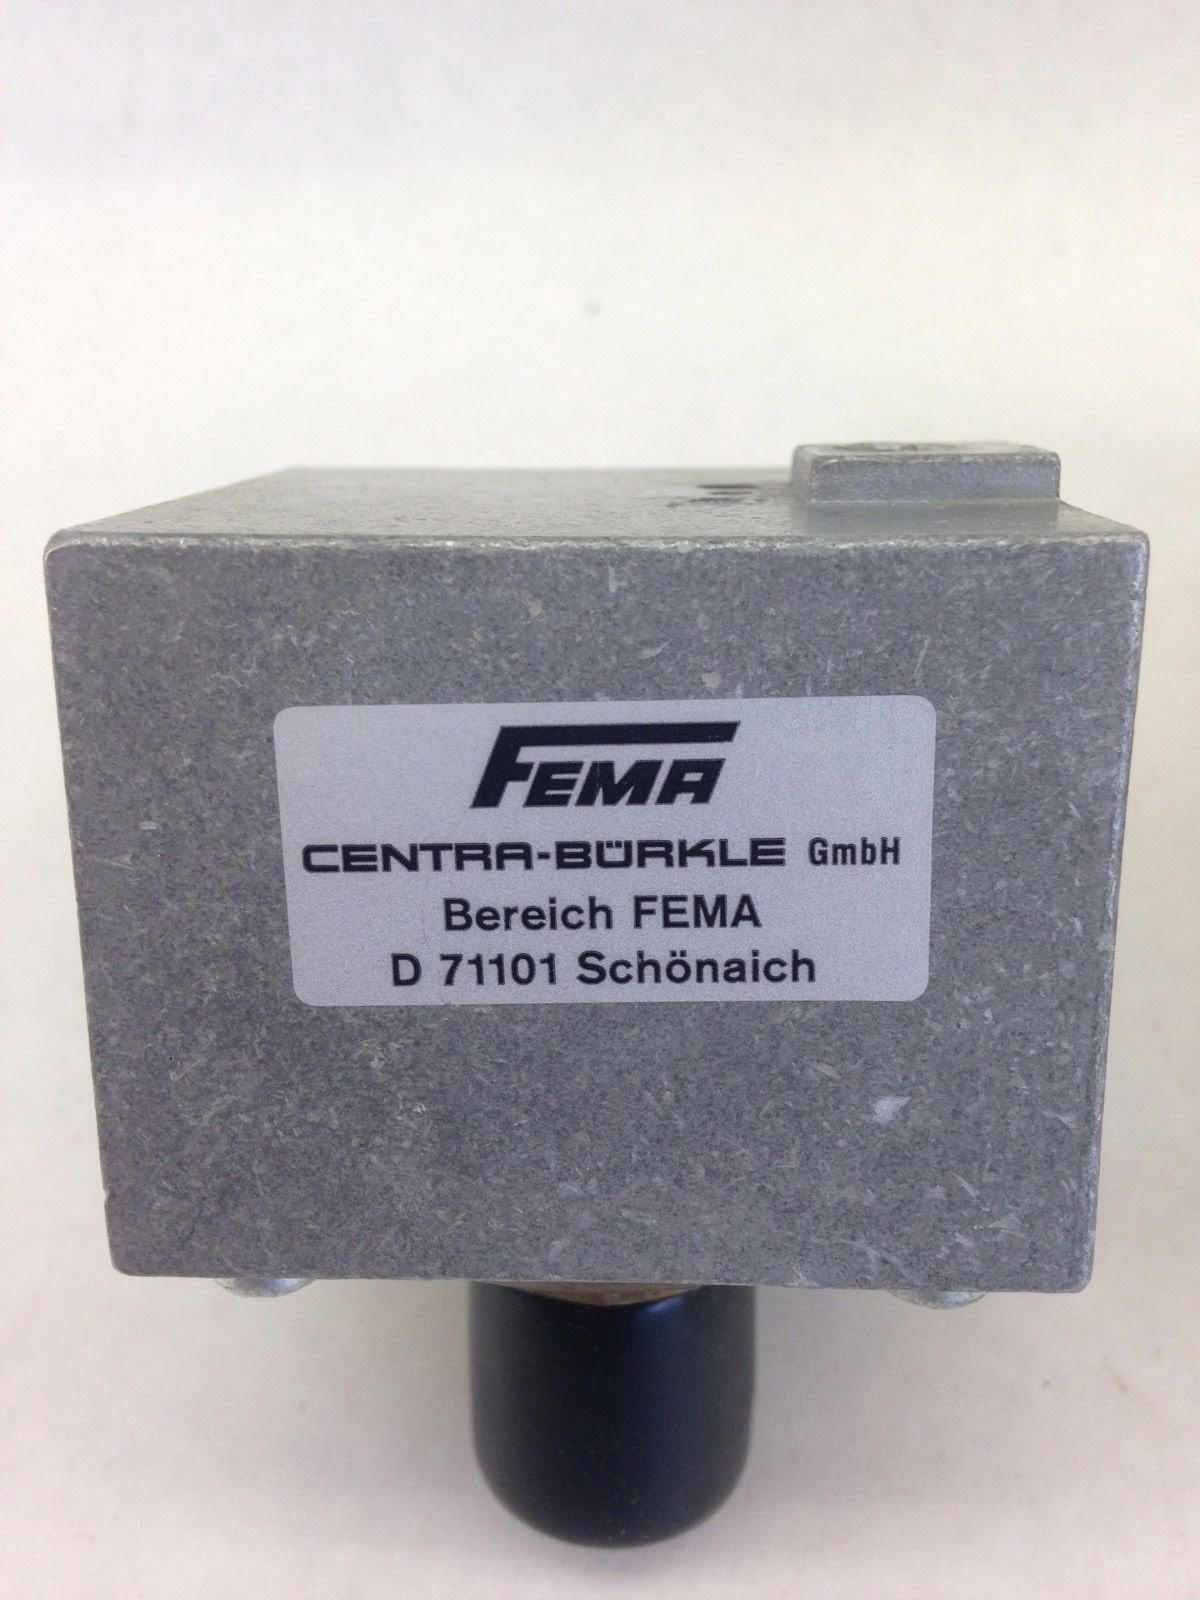 FEMA
CENTRA-BÜRKLE GmbH
Bereich FEMA
D 71101 Schönaich